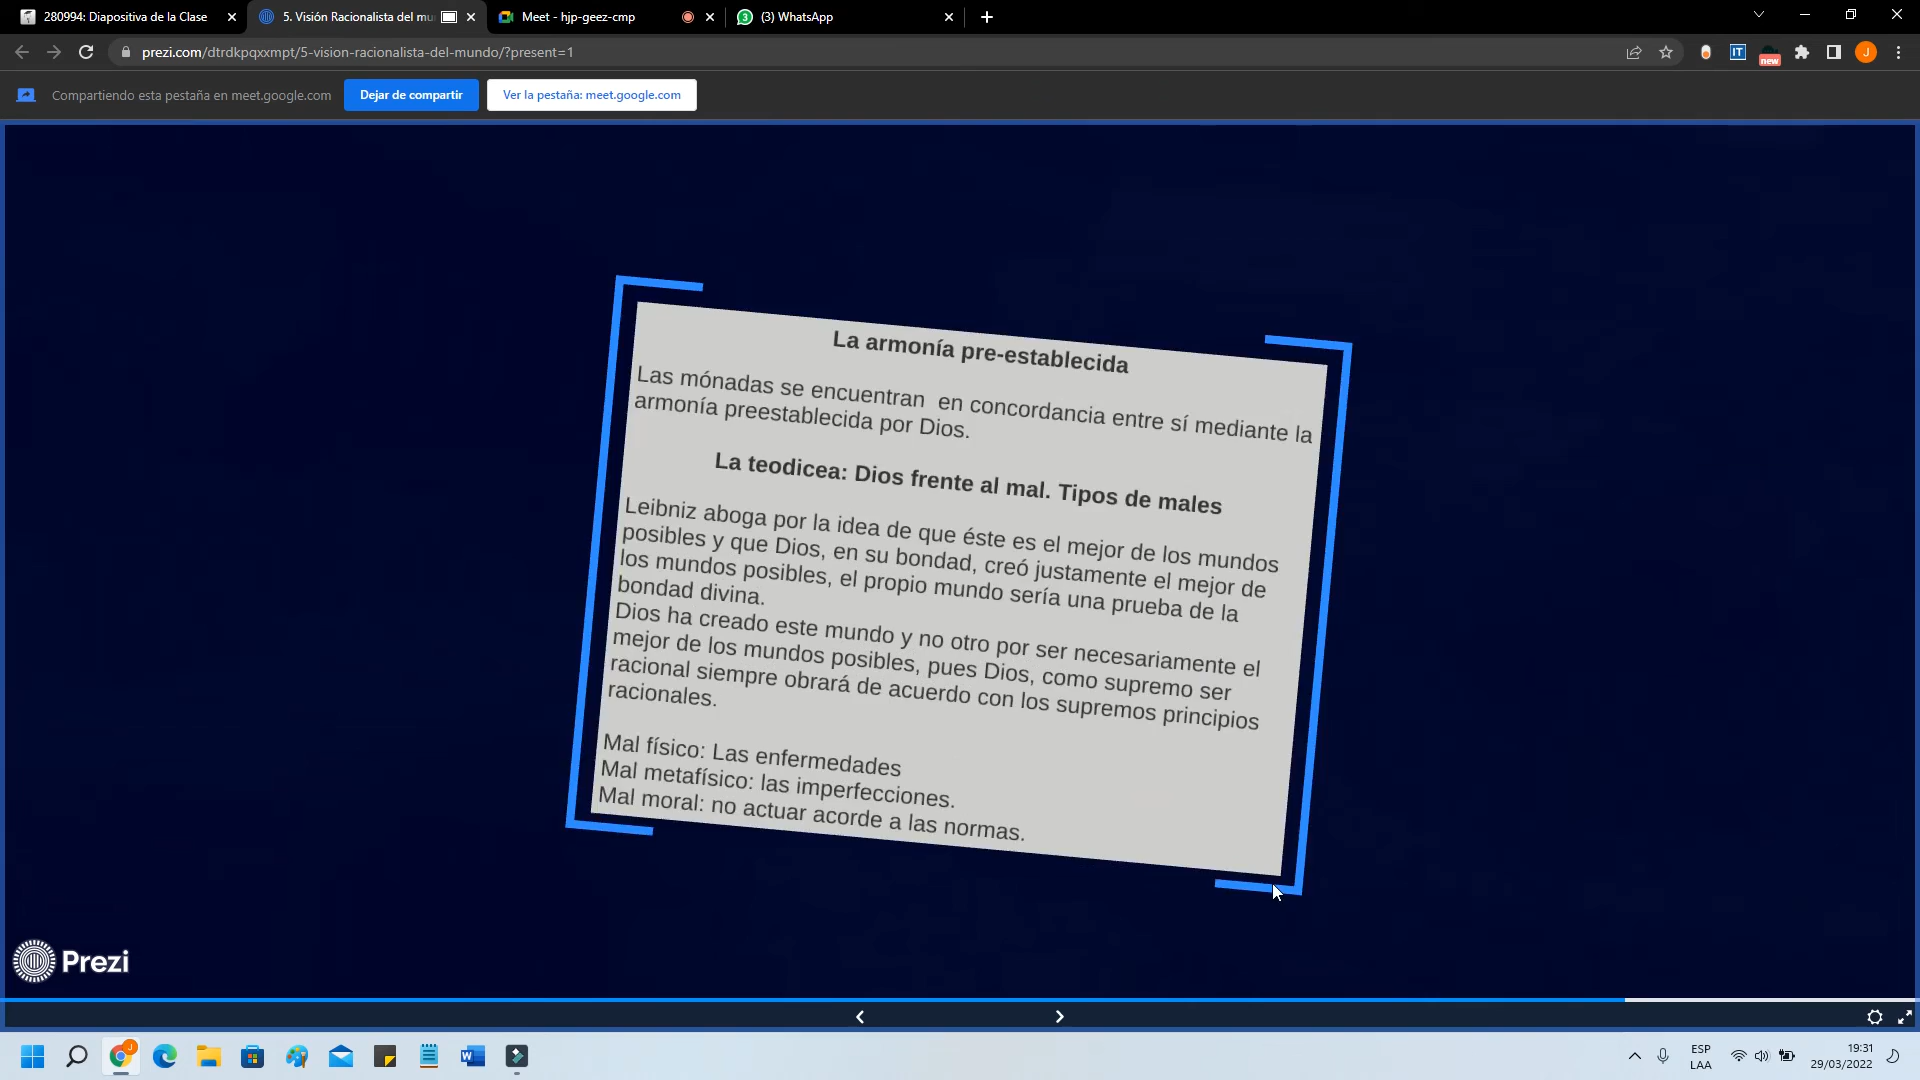 280994: Diapositiva de la Clase
5. Visión Racionalista del mu
Meet - hjp-geez-cmp
(3) WhatsApp
prezi.com/dtrdkpqxxmpt/5-vision-racionalista-del-mundo/?present=1
IT
new
J
Compartiendo esta pestaña en meet.google.com
Dejar de compartir
Ver la pestaña: meet.google.com
La armonía pre-establecida
Las mónadas se encuentran en concordancia entre sí mediante la
armonía preestablecida por Dios.
La teodicea: Dios frente al mal. Tipos de males
Leibniz aboga por la idea de que éste es el mejor de los mundos
posibles y que Dios, en su bondad, creó justamente el mejor de
los mundos posibles, el propio mundo sería una prueba de la
bondad divina.
Dios ha creado este mundo y no otro por ser necesariamente el
mejor de los mundos posibles, pues Dios, como supremo ser
racional siempre obrará de acuerdo con los supremos principios
racionales.
Mal físico: Las enfermedades
Mal metafísico: las imperfecciones.
Mal moral: no actuar acorde a las normas.
Prezi
ESP
LAA
19:31
29/03/2022